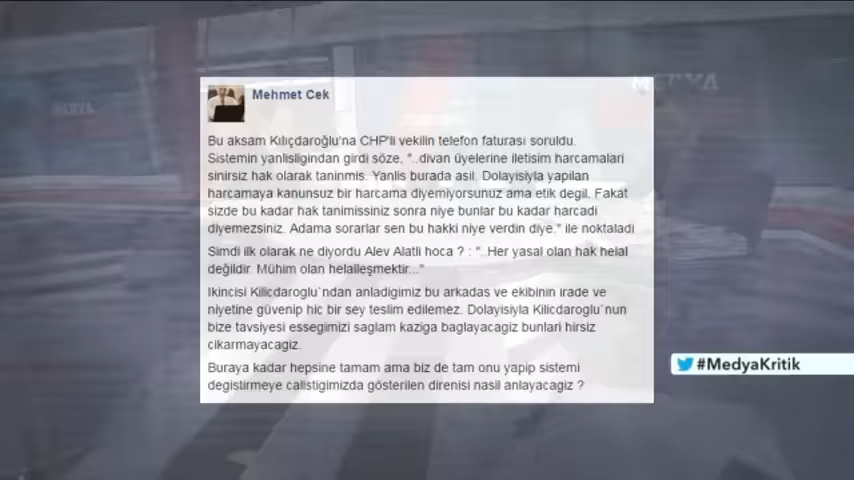 MEDYA
MEDYA
Mehmet Cek
Bu aksam Kılıçdaroğlu'na CHP'li vekilin telefon faturası soruldu.
Sistemin yanlisligindan girdi söze, "..divan üyelerine iletisim harcamalari
sinirsiz hak olarak taninmis. Yanlis burada asil. Dolayisiyla yapilan
harcamaya kanunsuz bir harcama diyemiyorsunuz ama etik degil. Fakat
sizde bu kadar hak tanimissiniz sonra niye bunlar bu kadar harcadi
diyemezsiniz. Adama sorarlar sen bu hakki niye verdin diye." ile noktaladi
Simdi ilk olarak ne diyordu Alev Alatli hoca ? : "..Her yasal olan hak helal
değildir. Mühim olan helalleşmektir..."
Ikincisi Kilicdaroglu`ndan anladigimiz bu arkadas ve ekibinin irade ve
niyetine güvenip hic bir sey teslim edilemez. Dolayisiyla Kilicdaroglu`nun
bize tavsiyesi essegimizi saglam kaziga baglayacagiz bunlari hirsiz
cikarmayacagiz.
Buraya kadar hepsine tamam ama biz de tam onu yapip sistemi
degistirmeye calistigimizda gösterilen direnisi nasil anlayacagiz ?
#MedyaKritik